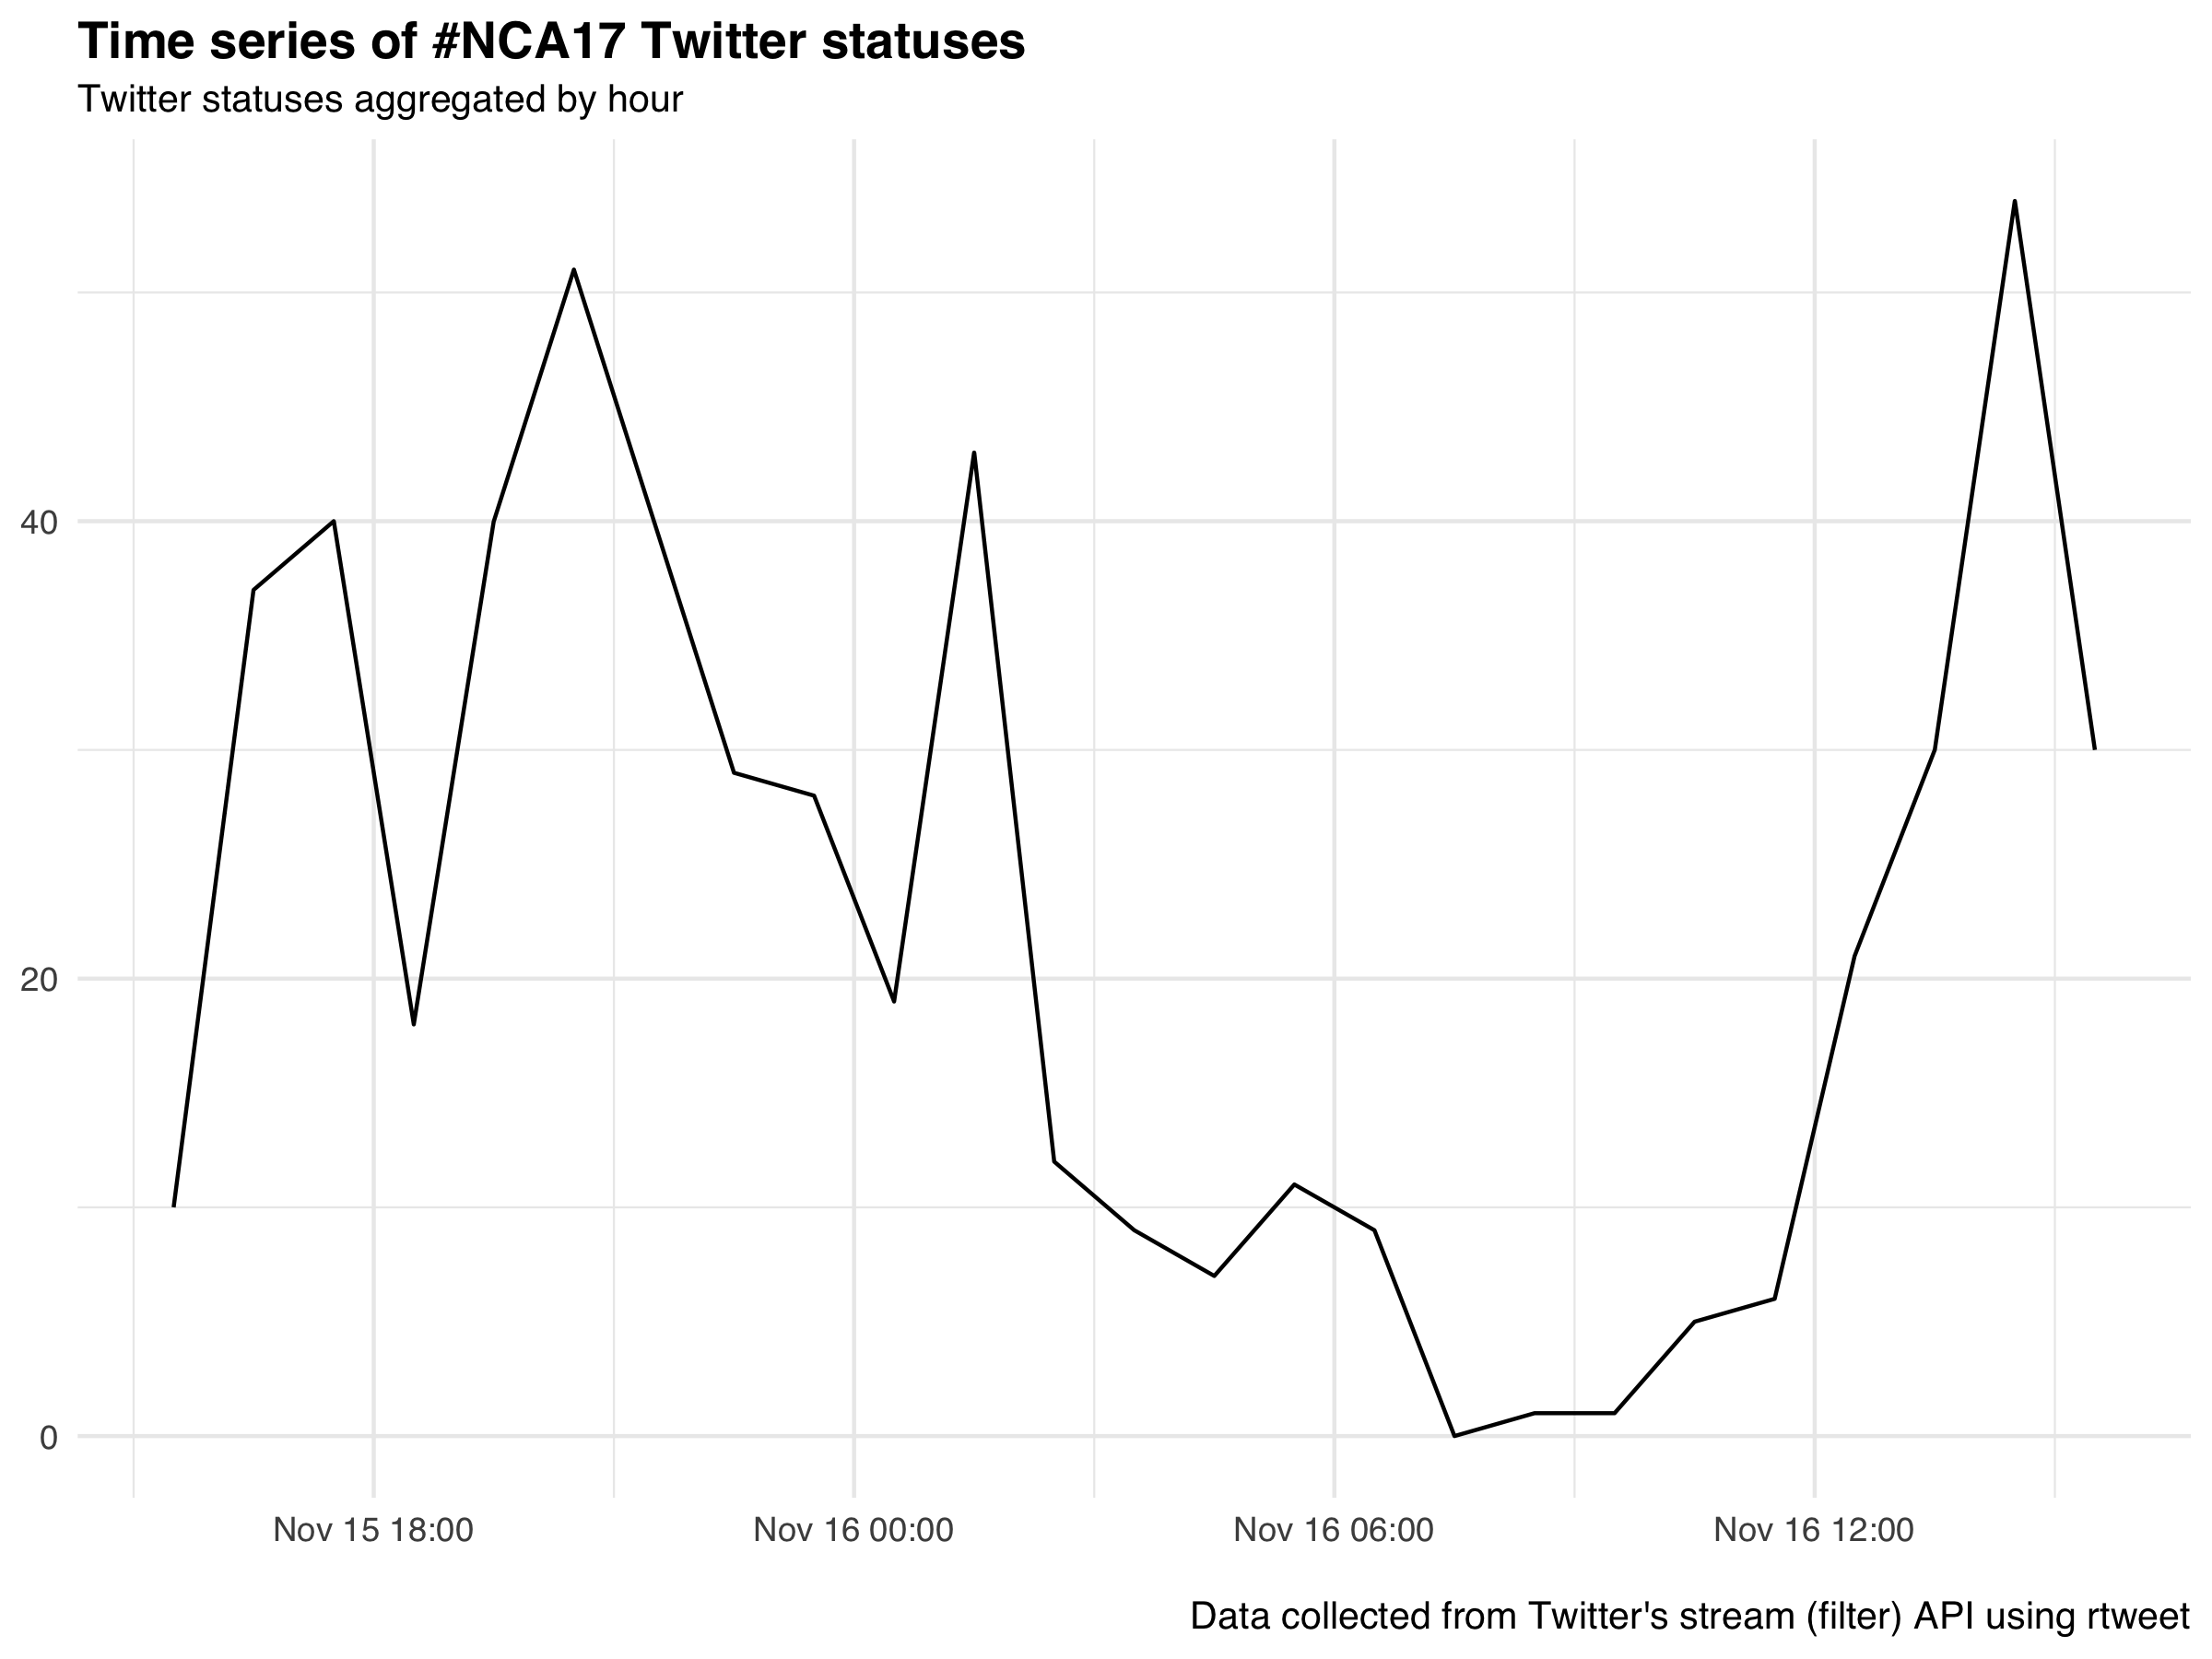 Time series of #NCA17 Twitter statuses
Twitter statuses aggregated by hour
40
20
0
Nov 15 18:00
Nov 16 00:00
Nov 16 06:00
Nov 16 12:00
Data collected from Twitter's stream (filter) API using rtweet